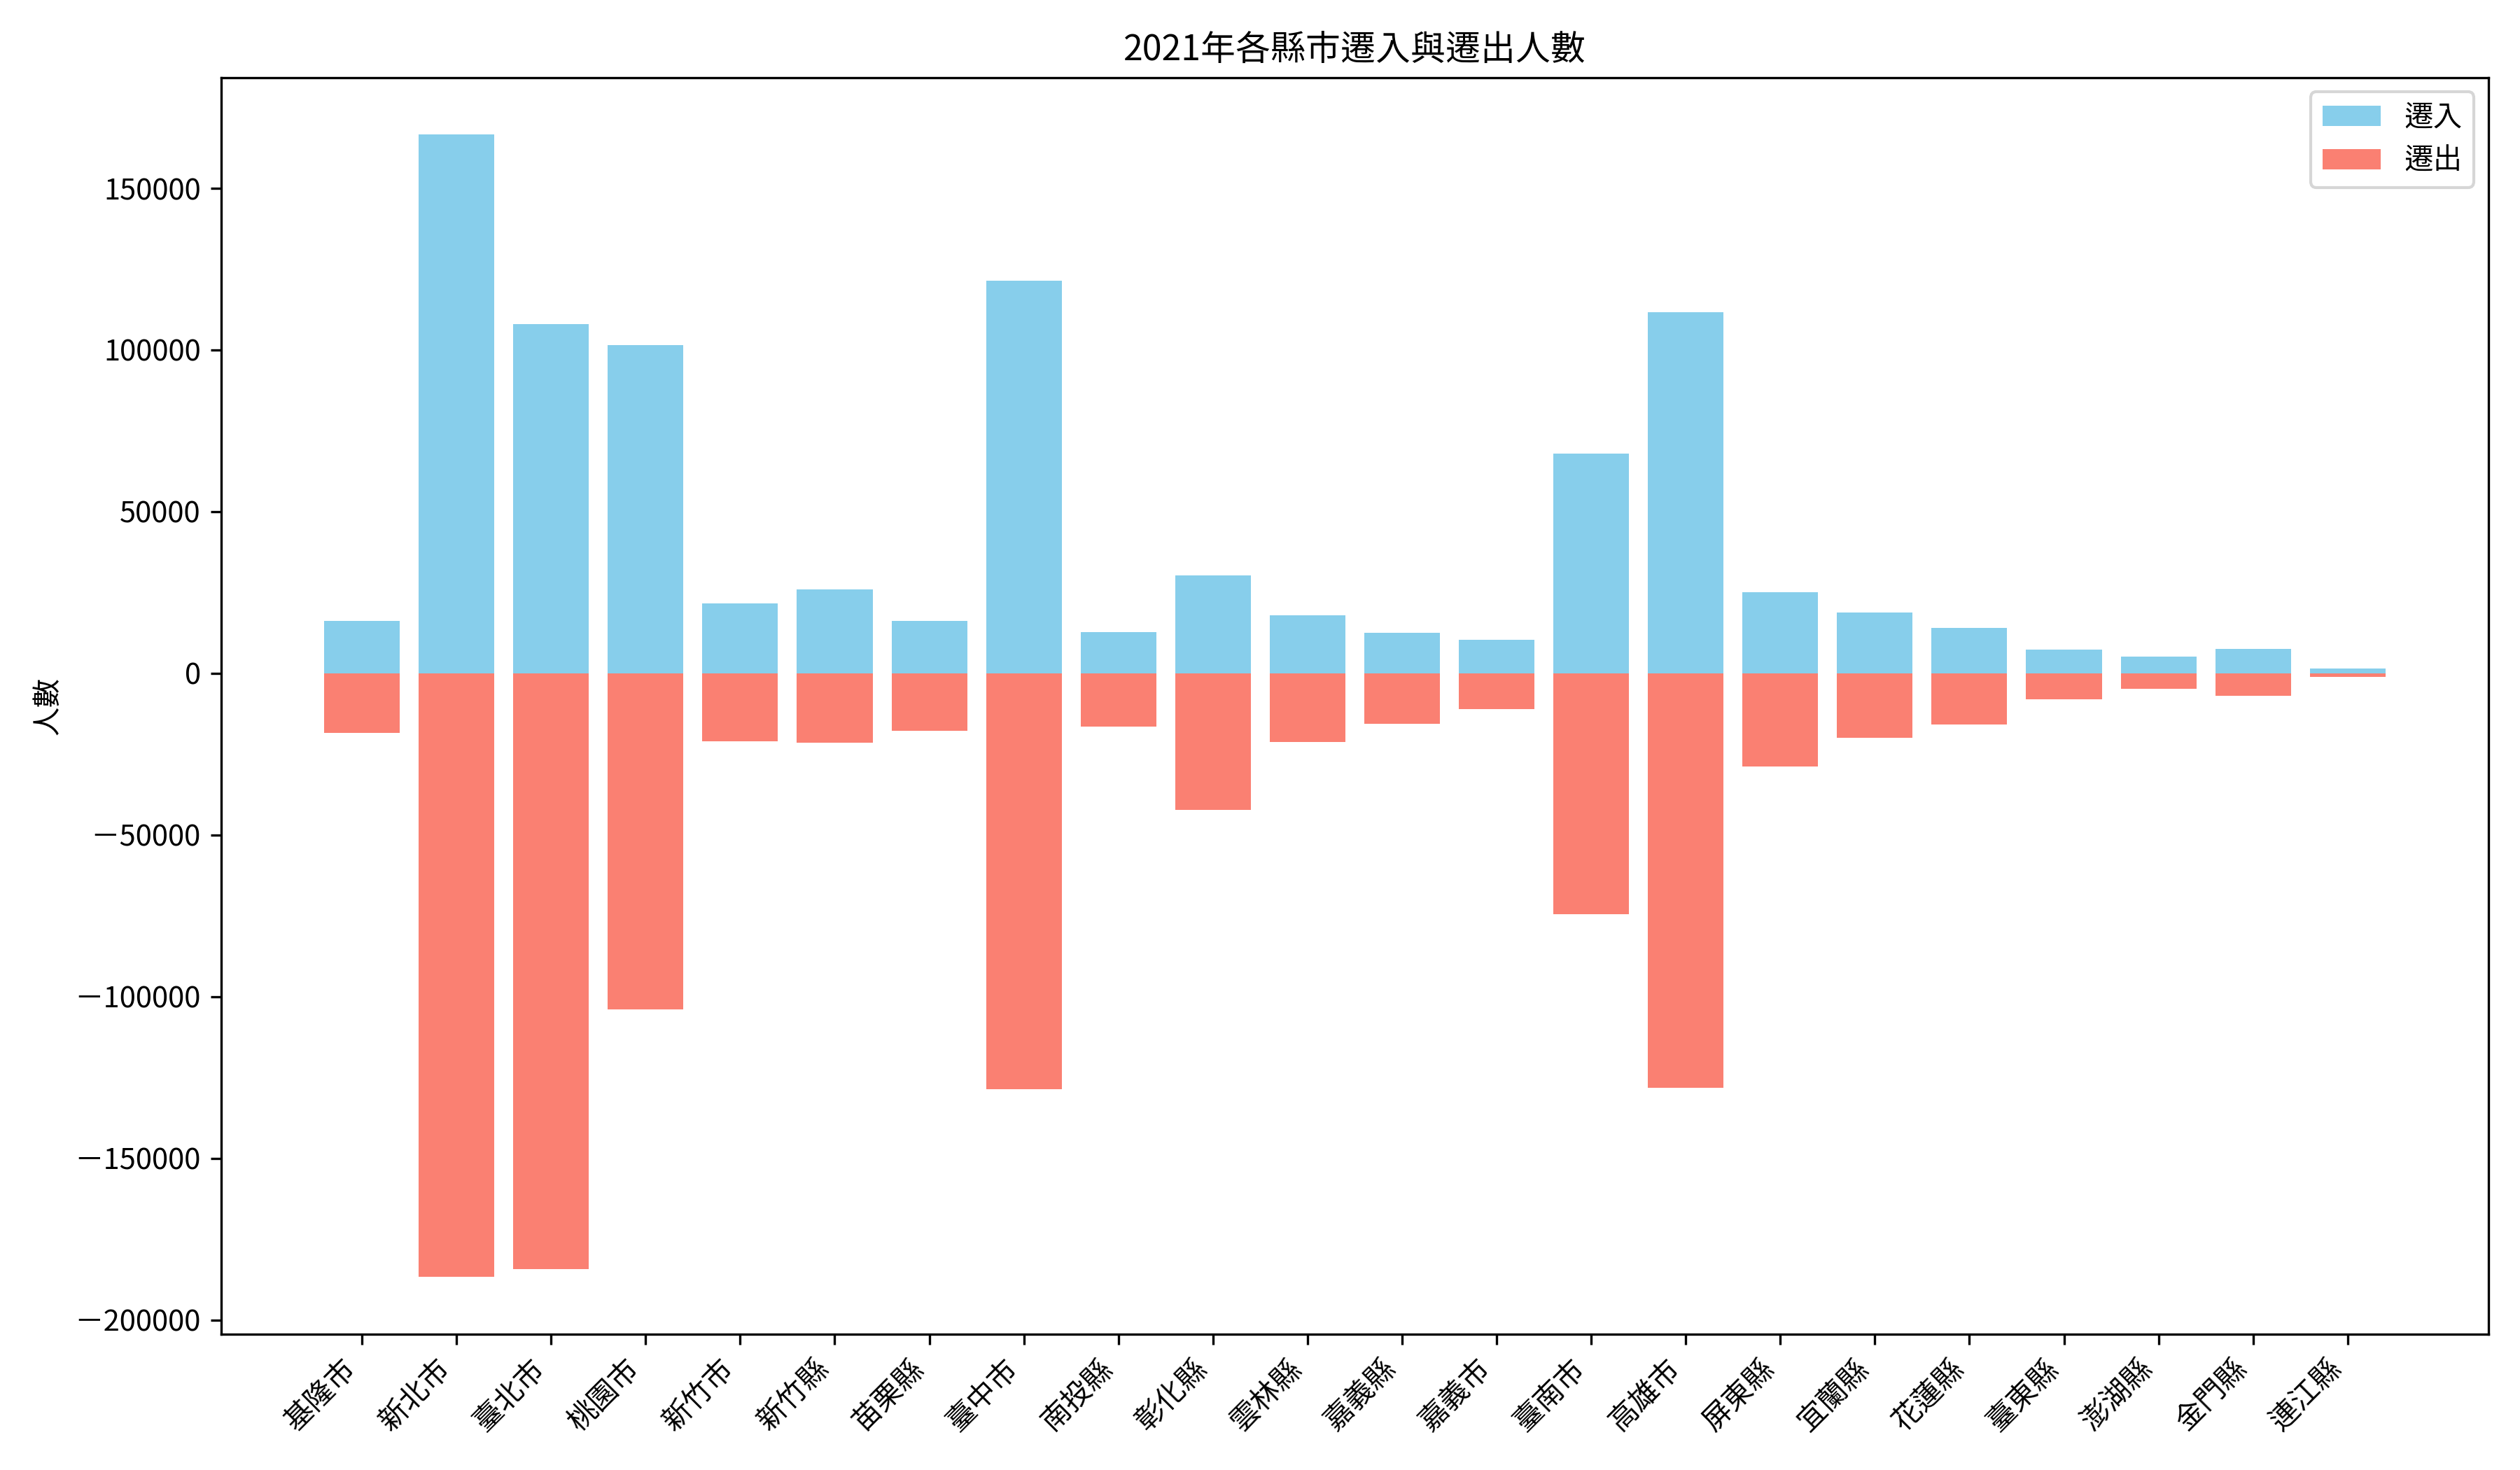 2021年各縣市遷入與遷出人數
遷入
遷出
人數
150000
100000
50000
0
−50000
−100000
−150000
−200000
基隆市
新北市
臺北市
桃園市
新竹市
新竹縣
苗栗縣
臺中市
南投縣
彰化縣
雲林縣
嘉義縣
嘉義市
臺南市
高雄市
屏東縣
宜蘭縣
花蓮縣
臺東縣
澎湖縣
金門縣
連江縣